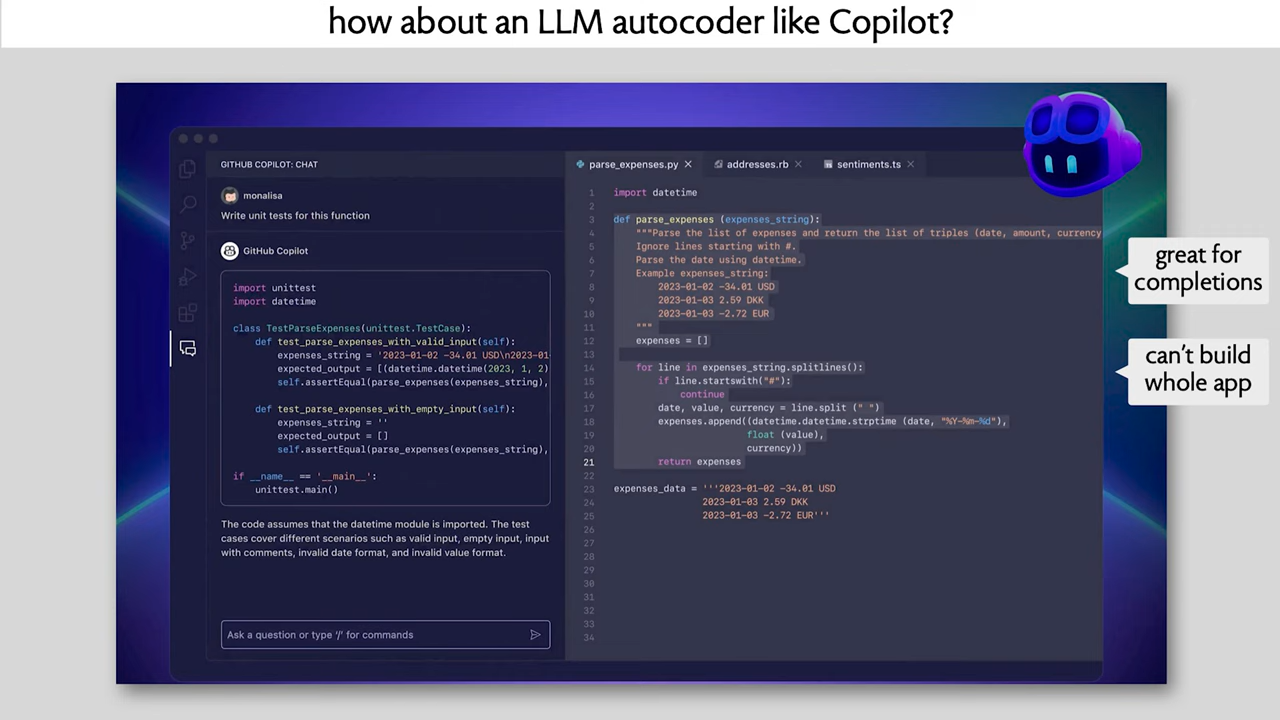 how about an LLM autocoder like Copilot?
GITHUB COPILOT: CHAT
monalisa
Write unit tests for this function
GitHub Copilot
import unittest
import datetime
class TestParseExpenses(unittest.TestCase):
def test_parse_expenses_with_valid_input(self):
expenses_string = '2023-01-02 -34.01 USD\n2023-01
expected_output = [(datetime.datetime(2023, 1, 2)
self.assertEqual(parse_expenses(expenses_string),
def test_parse_expenses_with_empty_input(self):
expenses_string = ''
expected_output = []
self.assertEqual(parse_expenses(expenses_string),
if __name__ == '__main__':
unittest.main()
The code assumes that the datetime module is imported. The test
cases cover different scenarios such as valid input, empty input, input
with comments, invalid date format, and invalid value format.
Ask a question or type '/' for commands
parse_expenses.py × addresses.rb × sentiments.ts ×
1 import datetime
2
3 def parse_expenses (expenses_string):
4 """Parse the list of expenses and return the list of triples (date, amount, currency
5 Ignore lines starting with #.
6 Parse the date using datetime.
7 Example expenses_string:
8 2023-01-02 -34.01 USD
9 2023-01-03 2.59 DKK
10 2023-01-03 -2.72 EUR
11 """
12 expenses = []
13
14 for line in expenses_string.splitlines():
15 if line.startswith("#"):
16 continue
17 date, value, currency = line.split (" ")
18 expenses.append((datetime.datetime.strptime (date, "%Y-%m-%d"),
19 float (value),
20 currency))
21 return expenses
22
23 expenses_data = '''2023-01-02 -34.01 USD
24 2023-01-03 2.59 DKK
25 2023-01-03 -2.72 EUR'''
26
27
28
29
30
31
32
33
34
great for
completions
can't build
whole app